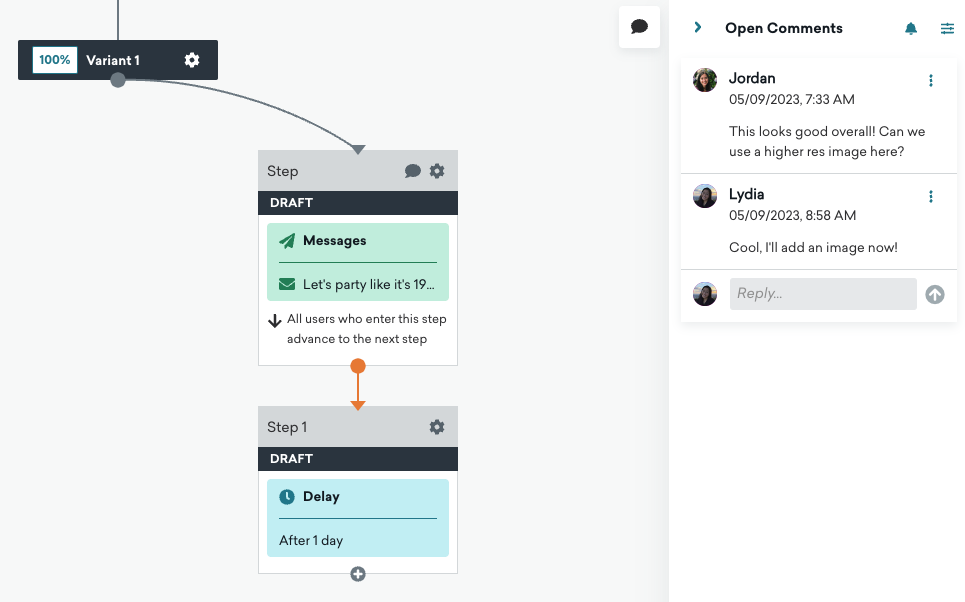 100% Variant 1
Step
DRAFT
Messages
Let's party like it's 19...
All users who enter this step
advance to the next step
Step 1
DRAFT
Delay
After 1 day
Open Comments
Jordan
05/09/2023, 7:33 AM
This looks good overall! Can we
use a higher res image here?
Lydia
05/09/2023, 8:58 AM
Cool, I'll add an image now!
Reply...